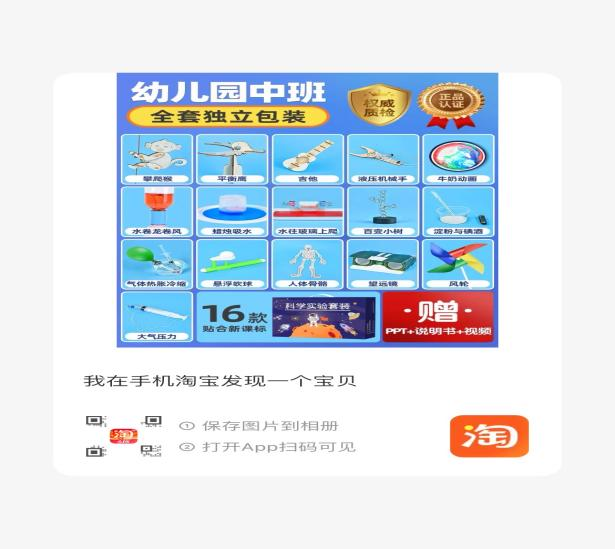 幼儿园中班
全套独立包装
权威
质检
正品
认证
攀爬猴
平衡鹰
吉他
液压机械手
牛奶动画
水卷龙卷风
蜡烛吸水
水往玻璃上爬
百变小树
淀粉与碘酒
气体热胀冷缩
悬浮吹球
人体骨骼
望远镜
风轮
大气压力
16款
贴合新课标
科学实验套装
·赠·
PPT+说明书+视频
我在手机淘宝发现一个宝贝
淘
① 保存图片到相册
② 打开App扫码可见
淘